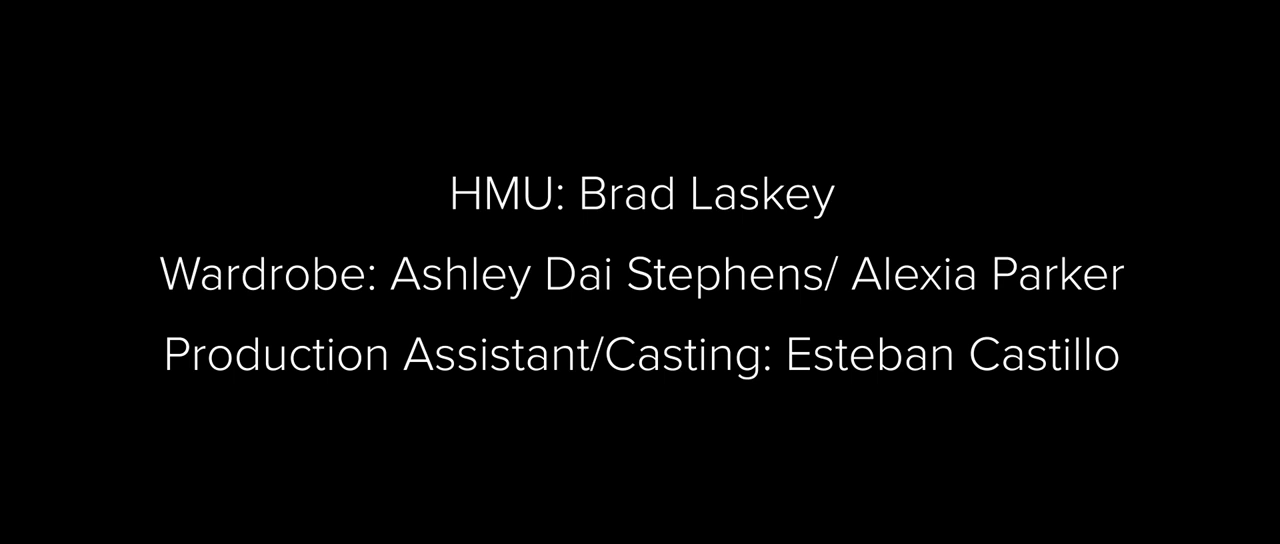 HMU: Brad Laskey
Wardrobe: Ashley Dai Stephens/ Alexia Parker
Production Assistant/Casting: Esteban Castillo